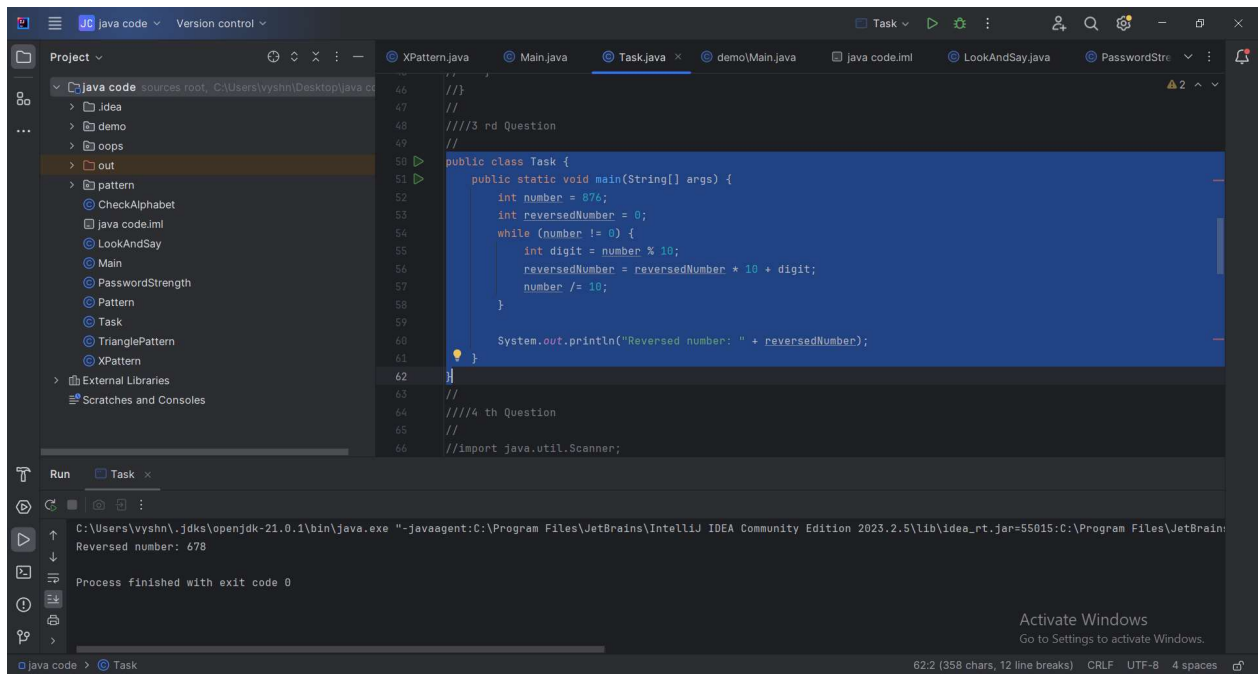 JC java code Version control Task
Project
XPattern.java Main.java Task.java demo\Main.java java code.iml LookAndSay.java PasswordStre
java code sources root, C:\Users\vyshn\Desktop\java co
.idea
demo
oops
out
pattern
CheckAlphabet
java code.iml
LookAndSay
Main
PasswordStrength
Pattern
Task
TrianglePattern
XPattern
External Libraries
Scratches and Consoles
2
46 //}
47 //
48 ////3 rd Question
49 //
50 public class Task {
51 public static void main(String[] args) {
52 int number = 876;
53 int reversedNumber = 0;
54 while (number != 0) {
55 int digit = number % 10;
56 reversedNumber = reversedNumber * 10 + digit;
57 number /= 10;
58 }
59
60 System.out.println("Reversed number: " + reversedNumber);
61 }
62 }
63 //
64 ////4 th Question
65 //
66 //import java.util.Scanner;
Run Task
C:\Users\vyshn\.jdks\openjdk-21.0.1\bin\java.exe "-javaagent:C:\Program Files\JetBrains\IntelliJ IDEA Community Edition 2023.2.5\lib\idea_rt.jar=55015:C:\Program Files\JetBrains
Reversed number: 678
Process finished with exit code 0
Activate Windows
Go to Settings to activate Windows.
java code > Task 62:2 (358 chars, 12 line breaks) CRLF UTF-8 4 spaces